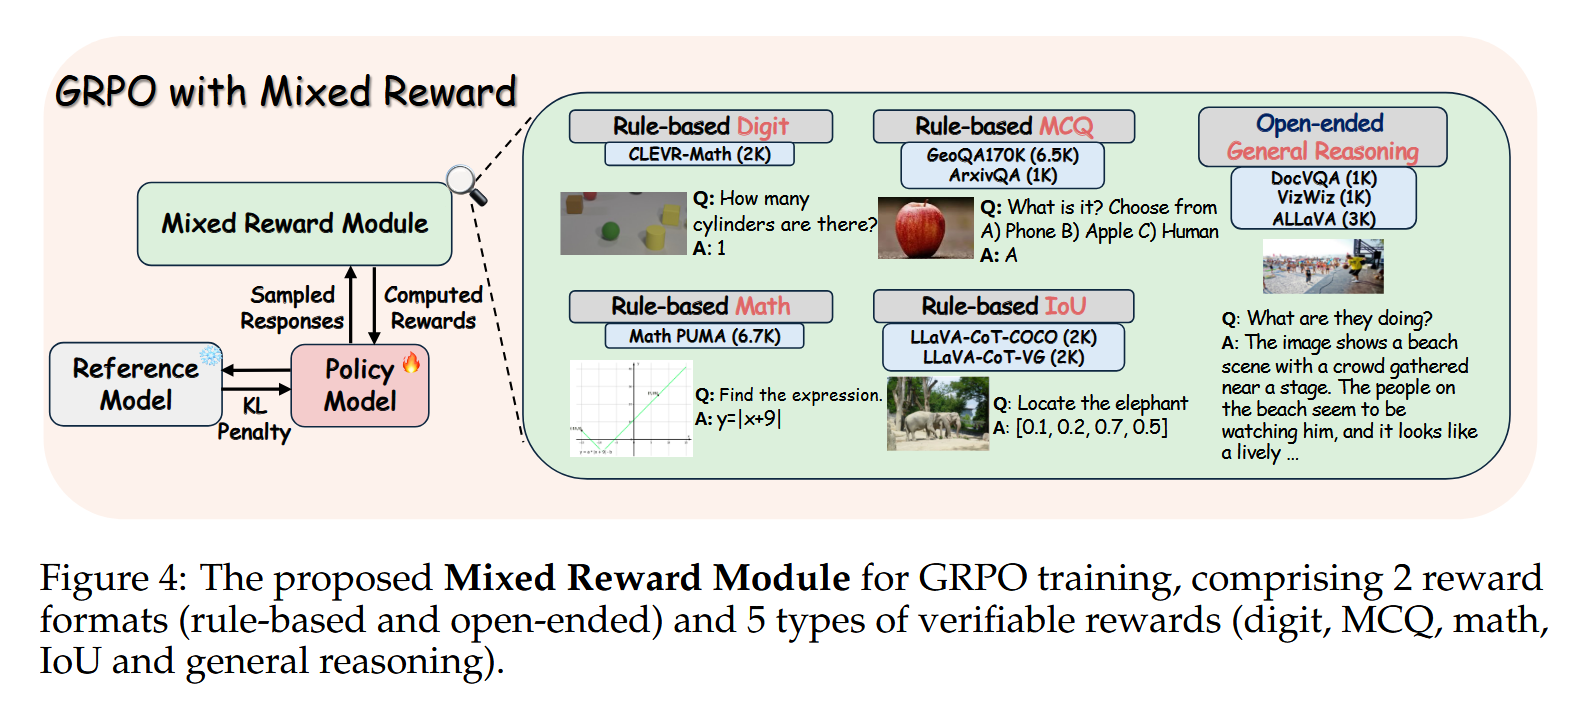 GRPO with Mixed Reward
Mixed Reward Module
Sampled
Responses
Computed
Rewards
Reference
Model
Policy
Model
KL
Penalty
Rule-based Digit
CLEVR-Math (2K)
Q: How many
cylinders are there?
A: 1
Rule-based MCQ
GeoQA170K (6.5K)
ArxivQA (1K)
Q: What is it? Choose from
A) Phone B) Apple C) Human
A: A
Rule-based Math
Math PUMA (6.7K)
Q: Find the expression.
A: y=|x+9|
Rule-based IoU
LLaVA-CoT-COCO (2K)
LLaVA-CoT-VG (2K)
Q: Locate the elephant
A: [0.1, 0.2, 0.7, 0.5]
Open-ended
General Reasoning
DocVQA (1K)
VizWiz (1K)
ALLaVA (3K)
Q: What are they doing?
A: The image shows a beach
scene with a crowd gathered
near a stage. The people on
the beach seem to be
watching him, and it looks like
a lively ...
Figure 4: The proposed Mixed Reward Module for GRPO training, comprising 2 reward
formats (rule-based and open-ended) and 5 types of verifiable rewards (digit, MCQ, math,
IoU and general reasoning).